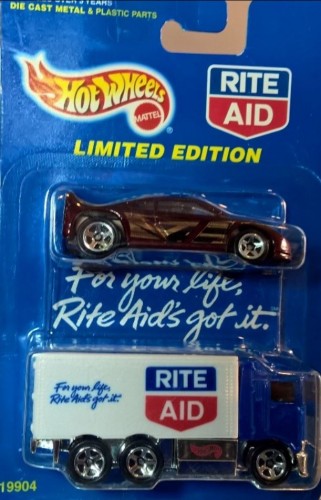 DIE CAST METAL & PLASTIC PARTS
Hot Wheels
MATTEL
RITE
AID
LIMITED EDITION
For your life,
Rite Aid's got it.
For your life,
Rite Aid's got it.
RITE
AID
19904